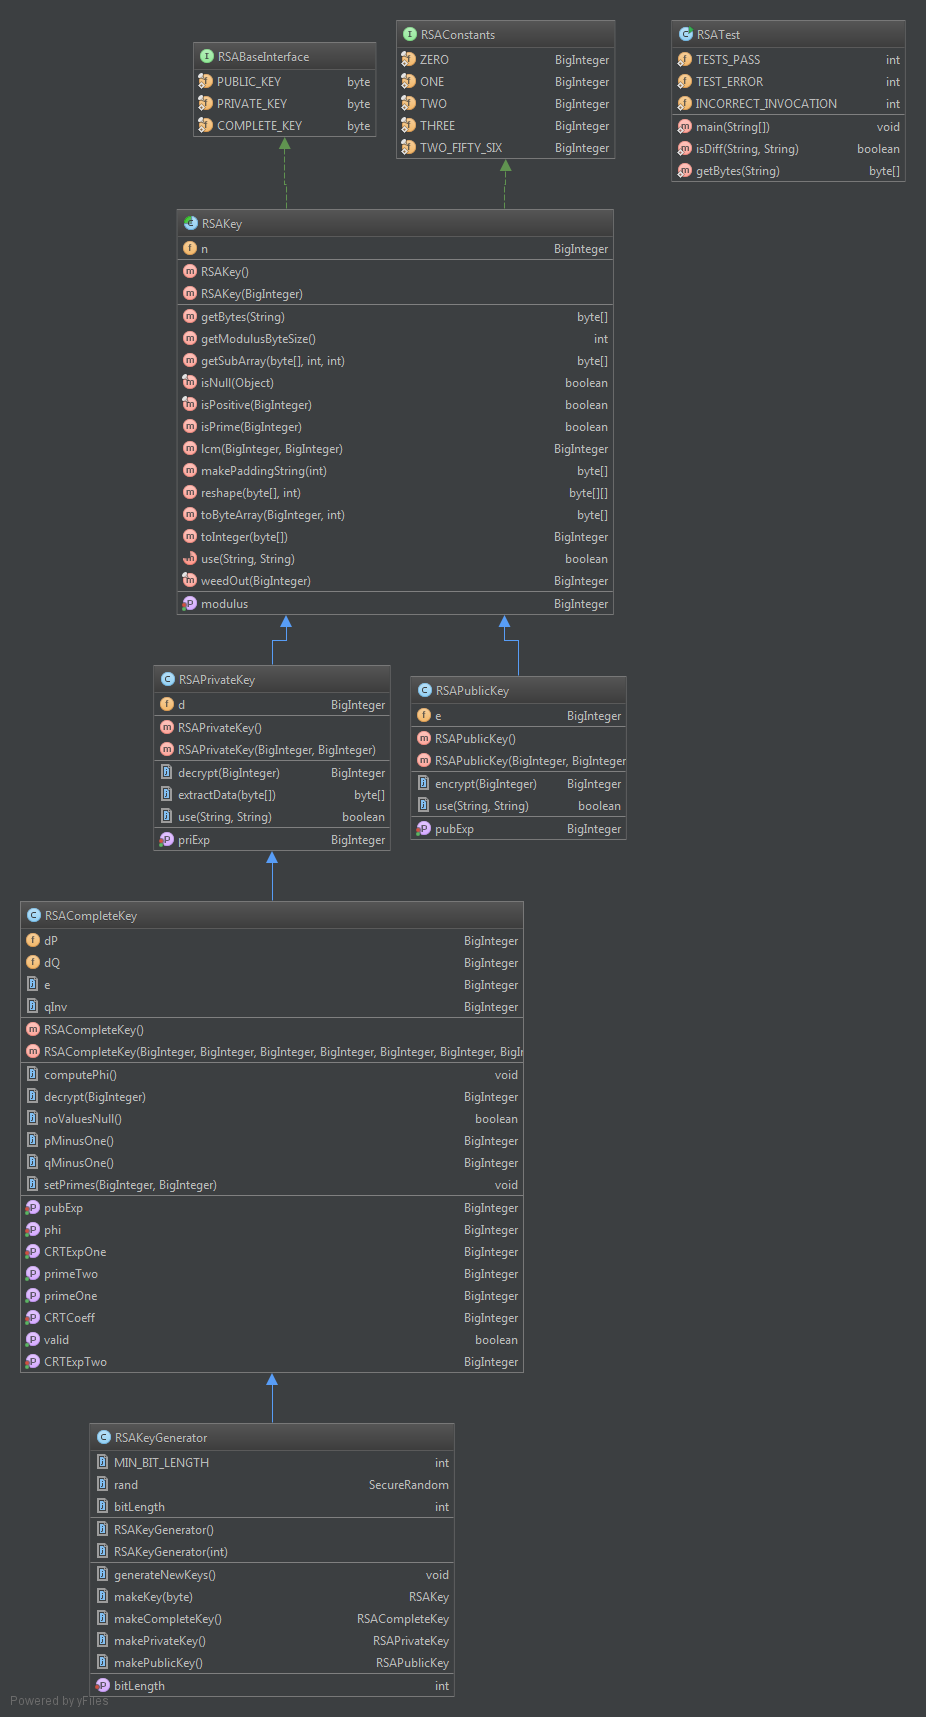 RSABaseInterface
PUBLIC_KEY byte
PRIVATE_KEY byte
COMPLETE_KEY byte
RSAConstants
ZERO BigInteger
ONE BigInteger
TWO BigInteger
THREE BigInteger
TWO_FIFTY_SIX BigInteger
RSATest
TESTS_PASS int
TEST_ERROR int
INCORRECT_INVOCATION int
main(String[]) void
isDiff(String, String) boolean
getBytes(String) byte[]
RSAKey
n BigInteger
RSAKey()
RSAKey(BigInteger)
getBytes(String) byte[]
getModulusByteSize() int
getSubArray(byte[], int, int) byte[]
isNull(Object) boolean
isPositive(BigInteger) boolean
isPrime(BigInteger) boolean
lcm(BigInteger, BigInteger) BigInteger
makePaddingString(int) byte[]
reshape(byte[], int) byte[][]
toByteArray(BigInteger, int) byte[]
toInteger(byte[]) BigInteger
use(String, String) boolean
weedOut(BigInteger) BigInteger
modulus BigInteger
RSAPrivateKey
d BigInteger
RSAPrivateKey()
RSAPrivateKey(BigInteger, BigInteger)
decrypt(BigInteger) BigInteger
extractData(byte[]) byte[]
use(String, String) boolean
priExp BigInteger
RSAPublicKey
e BigInteger
RSAPublicKey()
RSAPublicKey(BigInteger, BigInteger
encrypt(BigInteger) BigInteger
use(String, String) boolean
pubExp BigInteger
RSACompleteKey
dP BigInteger
dQ BigInteger
e BigInteger
qInv BigInteger
RSACompleteKey()
RSACompleteKey(BigInteger, BigInteger, BigInteger, BigInteger, BigInteger, BigInteger, BigI
computePhi() void
decrypt(BigInteger) BigInteger
noValuesNull() boolean
pMinusOne() BigInteger
qMinusOne() BigInteger
setPrimes(BigInteger, BigInteger) void
pubExp BigInteger
phi BigInteger
CRTExpOne BigInteger
primeTwo BigInteger
primeOne BigInteger
CRTCoeff BigInteger
valid boolean
CRTExpTwo BigInteger
RSAKeyGenerator
MIN_BIT_LENGTH int
rand SecureRandom
bitLength int
RSAKeyGenerator()
RSAKeyGenerator(int)
generateNewKeys() void
makeKey(byte) RSAKey
makeCompleteKey() RSACompleteKey
makePrivateKey() RSAPrivateKey
makePublicKey() RSAPublicKey
bitLength int
Powered by yFiles